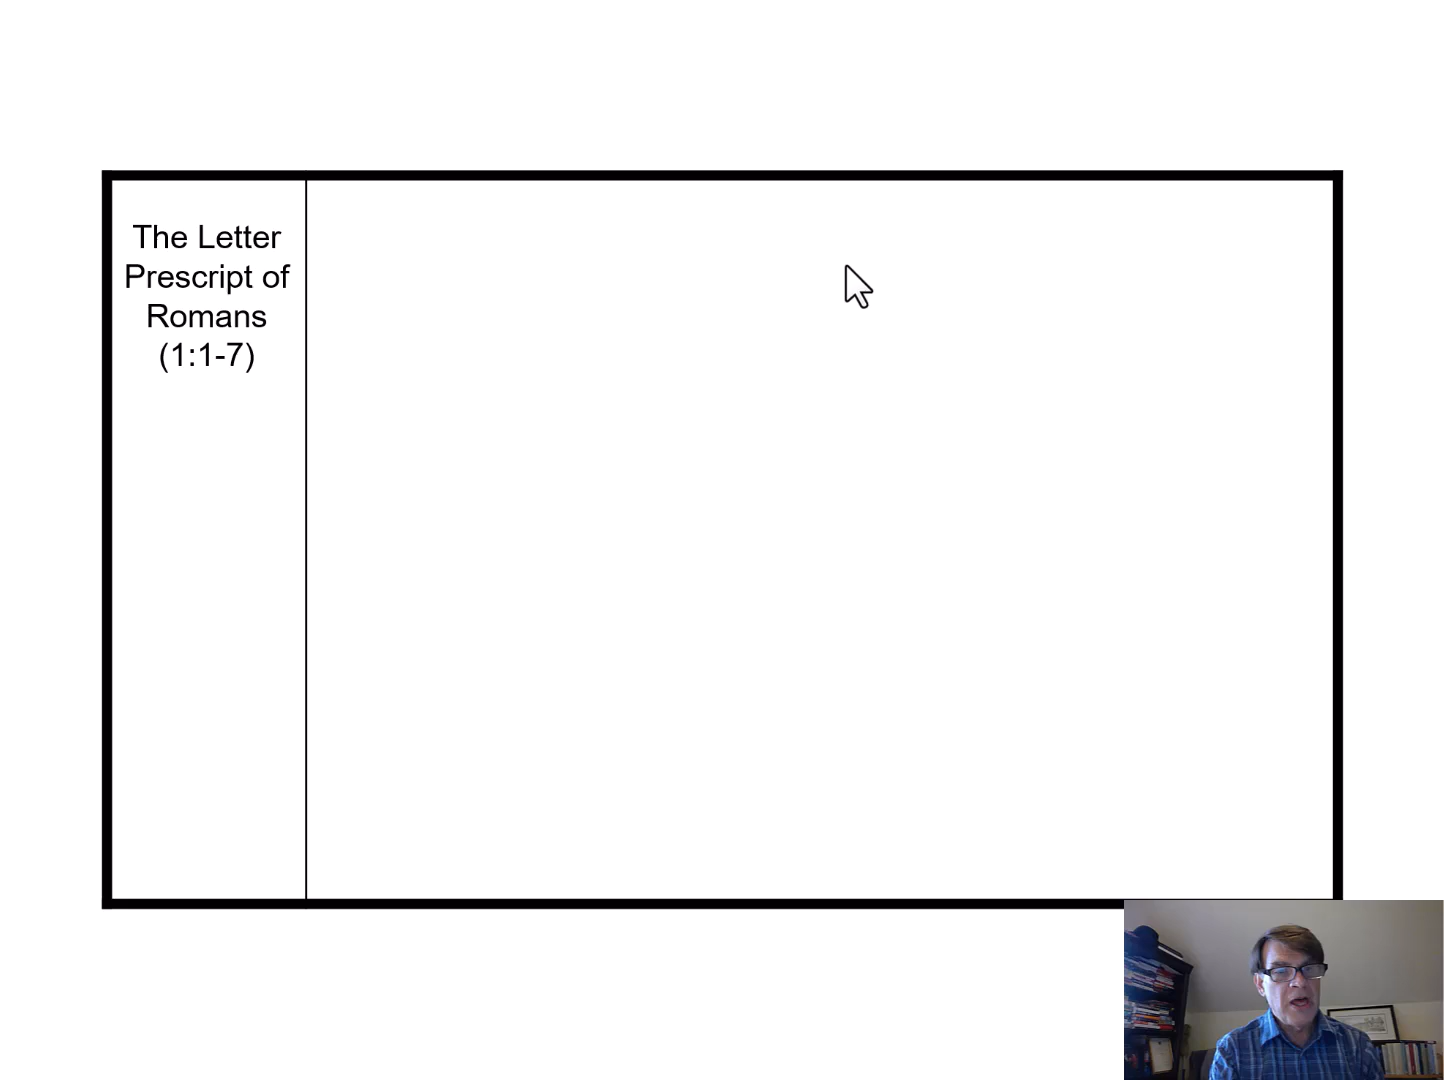 The Letter
Prescript of
Romans
(1:1-7)